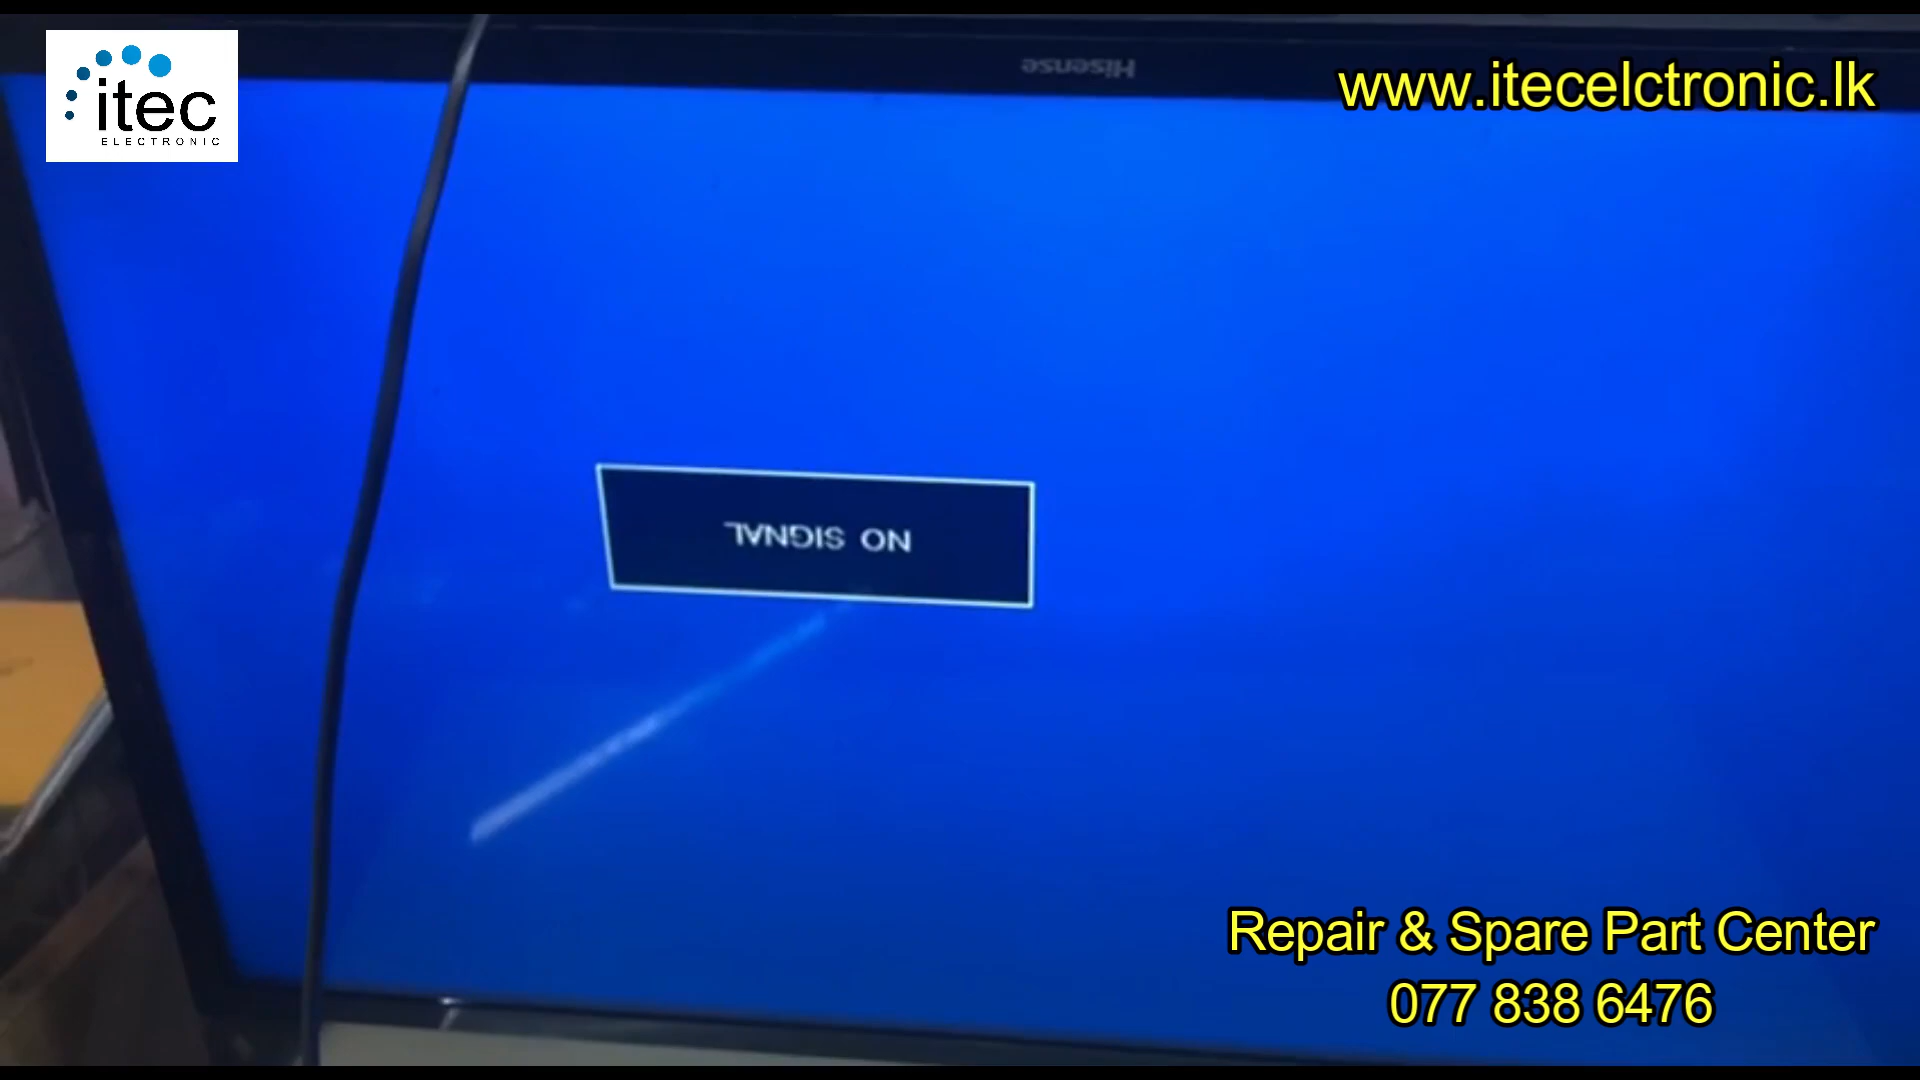 itec
ELECTRONIC
Hisense
www.itecelctronic.lk
NO SIGNAL
Repair & Spare Part Center
077 838 6476